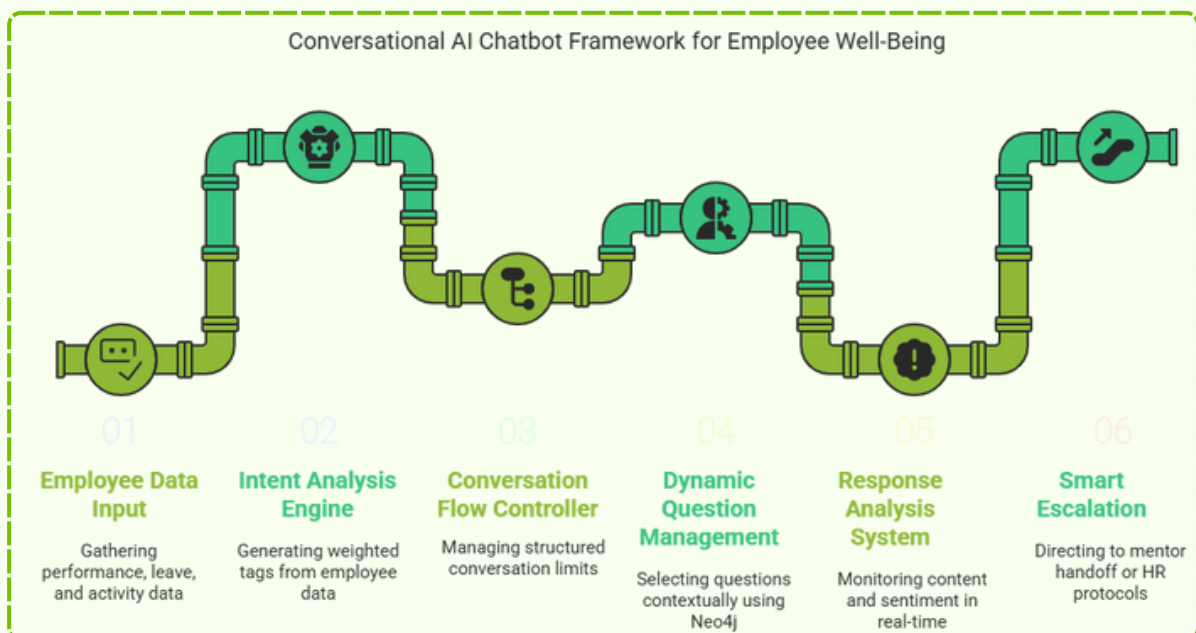 Conversational AI Chatbot Framework for Employee Well-Being
01
Employee Data
Input
Gathering
performance, leave,
and activity data
02
Intent Analysis
Engine
Generating weighted
tags from employee
data
03
Conversation
Flow Controller
Managing structured
conversation limits
04
Dynamic
Question
Management
Selecting questions
contextually using
Neo4j
05
Response
Analysis
System
Monitoring content
and sentiment in
real-time
06
Smart
Escalation
Directing to mentor
handoff or HR
protocols